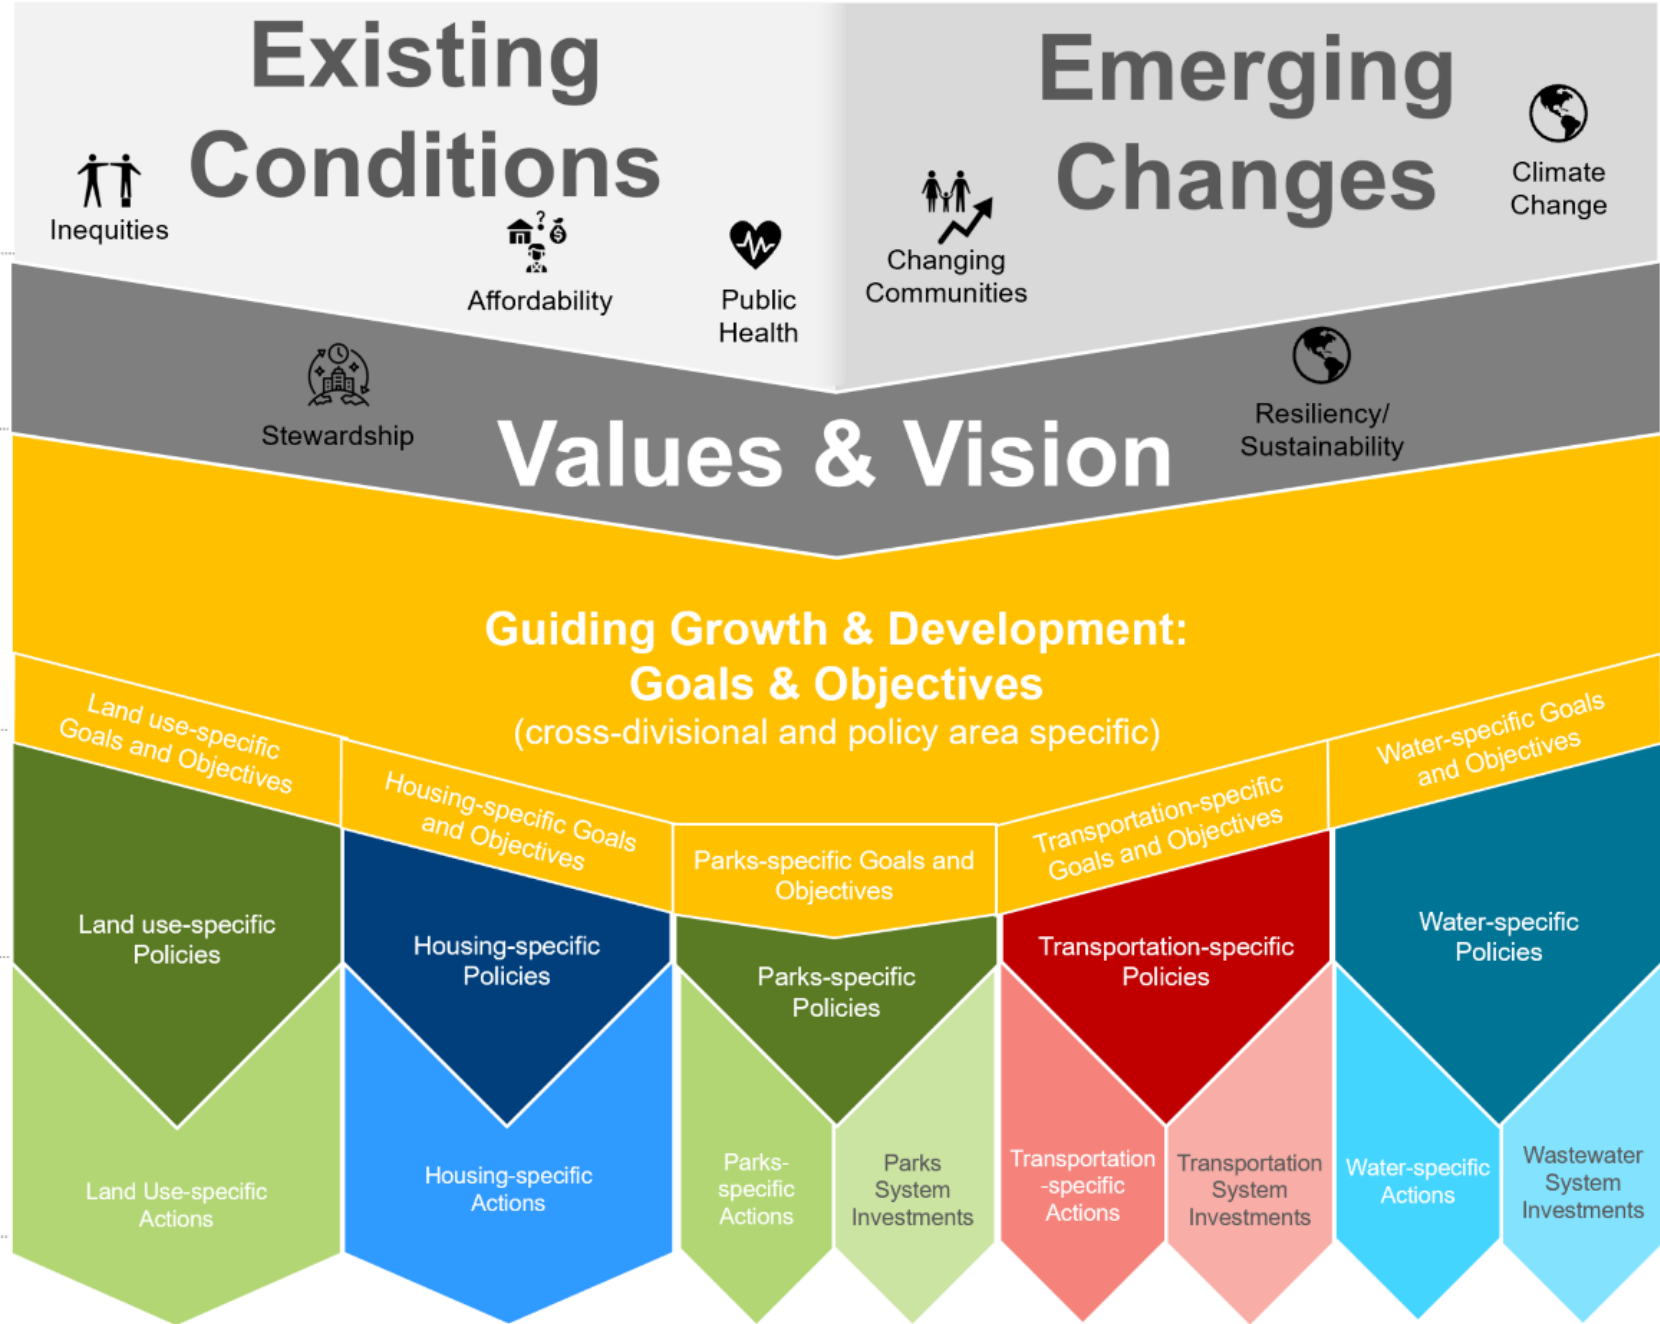 Existing
Conditions
Inequities
?
$
Affordability
Public
Health
Emerging
Changes
Changing
Communities
Climate
Change
Stewardship
Values & Vision
Resiliency/
Sustainability
Guiding Growth & Development:
Goals & Objectives
(cross-divisional and policy area specific)
Land use-specific
Goals and Objectives
Housing-specific Goals
and Objectives
Parks-specific Goals and
Objectives
Transportation-specific
Goals and Objectives
Water-specific Goals
and Objectives
Land use-specific
Policies
Housing-specific
Policies
Parks-specific
Policies
Transportation-specific
Policies
Water-specific
Policies
Land Use-specific
Actions
Housing-specific
Actions
Parks-
specific
Actions
Parks
System
Investments
Transportation
-specific
Actions
Transportation
System
Investments
Water-specific
Actions
Wastewater
System
Investments